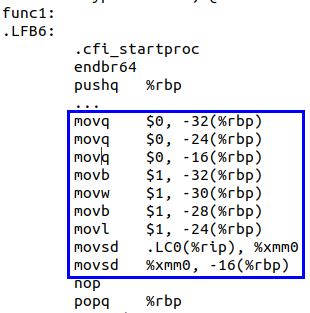 func1:
.LFB6:
.cfi_startproc
endbr64
pushq %rbp
...
movq $0, -32(%rbp)
movq $0, -24(%rbp)
movq $0, -16(%rbp)
movb $1, -32(%rbp)
movw $1, -30(%rbp)
movb $1, -28(%rbp)
movl $1, -24(%rbp)
movsd .LC0(%rip), %xmm0
movsd %xmm0, -16(%rbp)
nop
popq %rbp